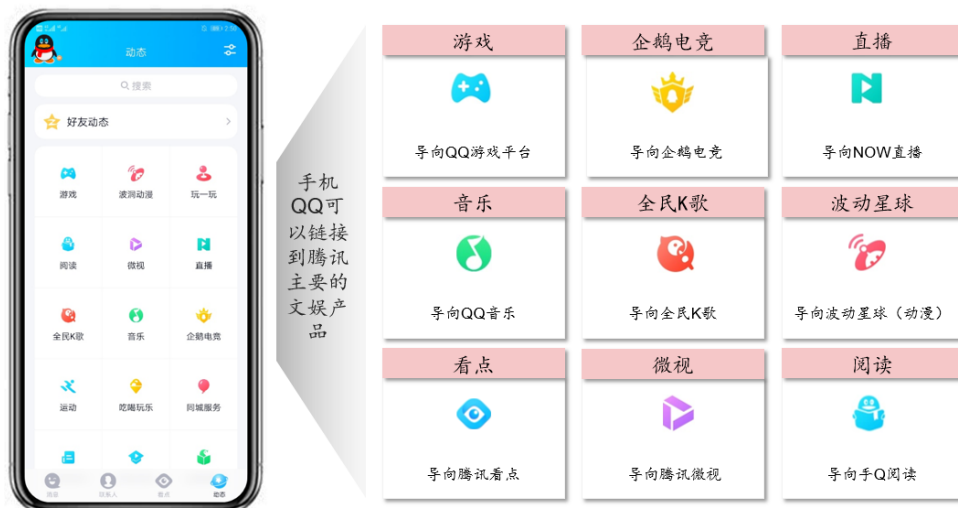 2:50
动态
搜索
好友动态
游戏
波洞动漫
玩一玩
阅读
微视
直播
全民K歌
音乐
企鹅电竞
运动
吃喝玩乐
同城服务
联系人
看点
动态
手机
QQ可
以链接
到腾讯
主要的
文娱产
品
游戏
企鹅电竞
直播
导向QQ游戏平台
导向企鹅电竞
导向NOW直播
音乐
全民K歌
波动星球
导向QQ音乐
导向全民K歌
导向波动星球（动漫）
看点
微视
阅读
导向腾讯看点
导向腾讯微视
导向手Q阅读